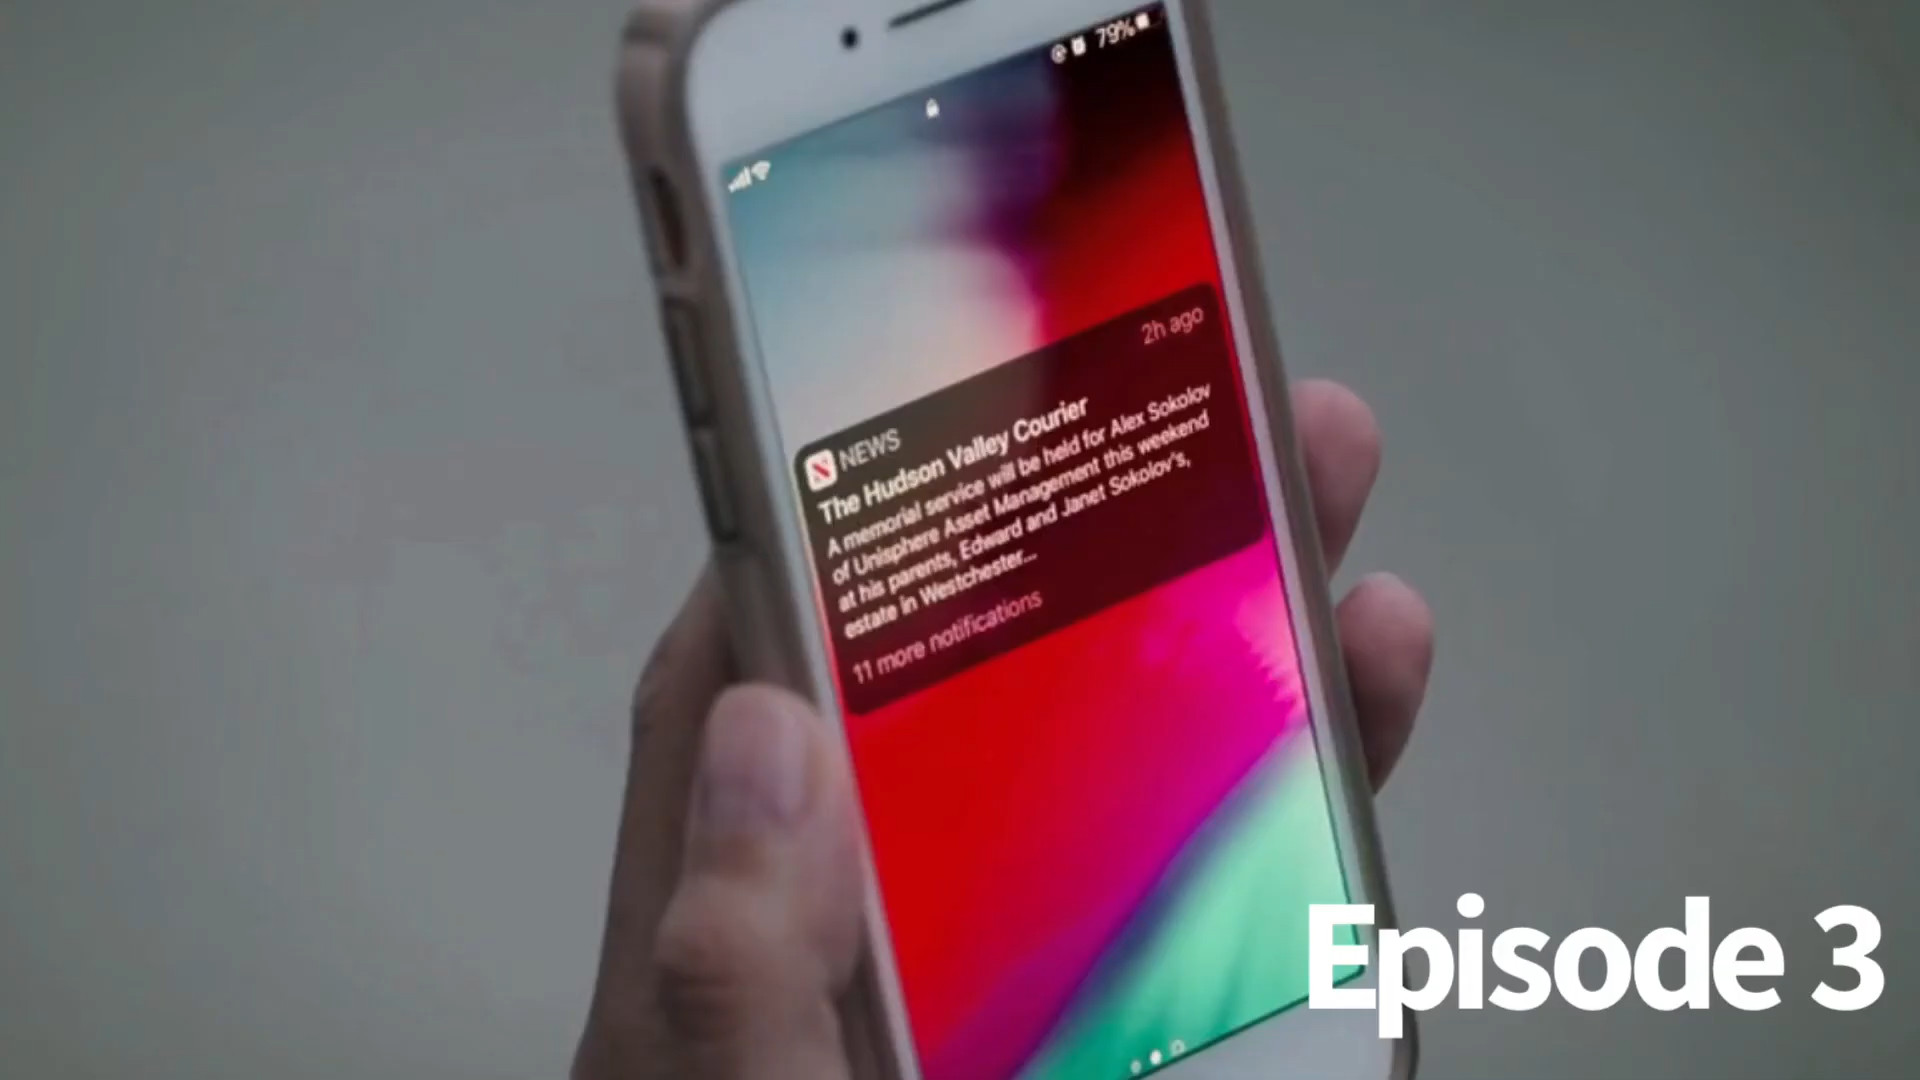 79%
2h ago
NEWS
The Hudson Valley Courier
A memorial service will be held for Alex Sokolov
of Unisphere Asset Management this weekend
at his parents, Edward and Janet Sokolov's,
estate in Westchester...
11 more notifications
Episode 3